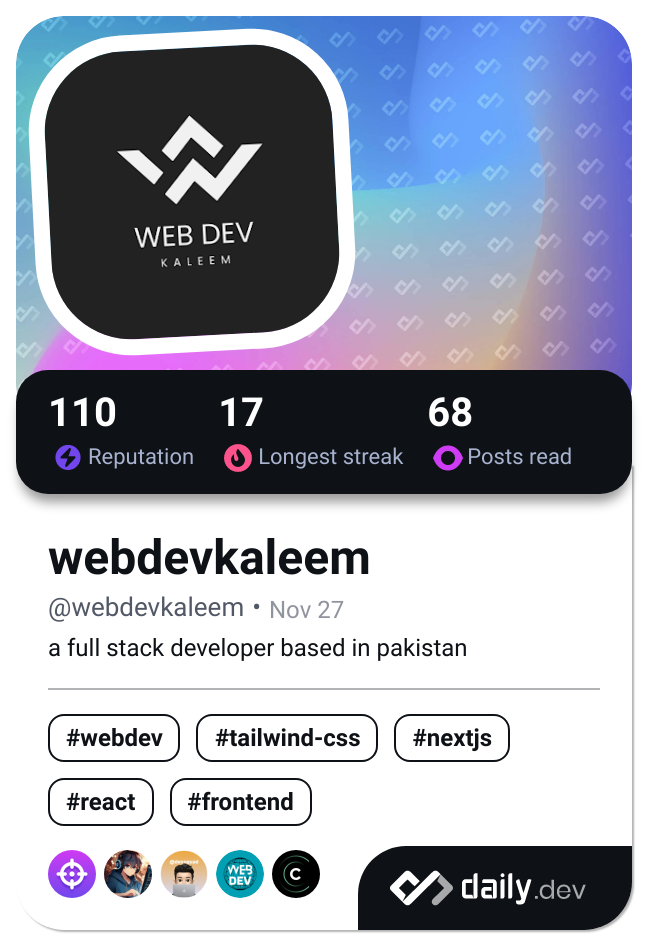 WEB DEV
KALEEM
110 17 68
Reputation Longest streak Posts read
webdevkaleem
@webdevkaleem • Nov 27
a full stack developer based in pakistan
#webdev #tailwind-css #nextjs
#react #frontend
WEB
DEV
C
daily.dev